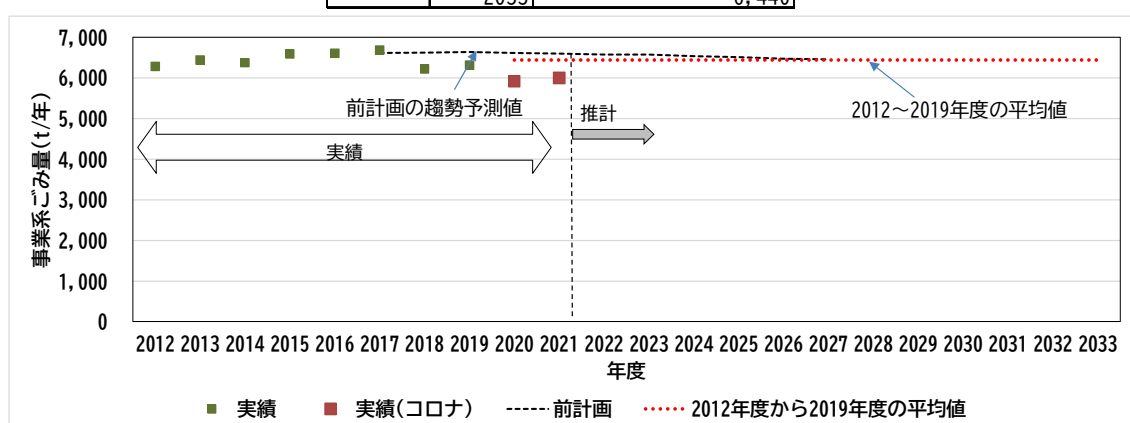 7,000
6,000
5,000
4,000
3,000
2,000
1,000
0
事業系ごみ量(t/年)
前計画の趨勢予測値
推計
2012～2019年度の平均値
実績
2012 2013 2014 2015 2016 2017 2018 2019 2020 2021 2022 2023 2024 2025 2026 2027 2028 2029 2030 2031 2032 2033
年度
実績 実績(コロナ) 前計画 2012年度から2019年度の平均値